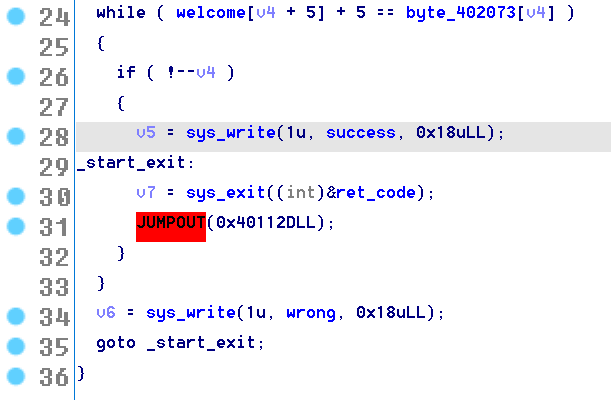 24 while ( welcome[v4 + 5] + 5 == byte_402073[v4] )
25 {
26 if ( !--v4 )
27 {
28 v5 = sys_write(1u, success, 0x18uLL);
29 _start_exit:
30 v7 = sys_exit((int)&ret_code);
31 JUMPOUT(0x40112DLL);
32 }
33 }
34 v6 = sys_write(1u, wrong, 0x18uLL);
35 goto _start_exit;
36 }